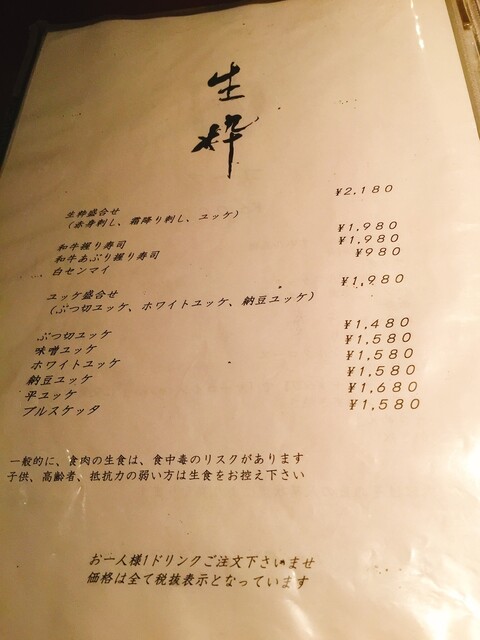 生粋
生粋盛合せ ¥2,180
(赤身刺し、霜降り刺し、ユッケ)
和牛握り寿司 ¥1,980
和牛あぶり握り寿司 ¥1,980
白センマイ ¥980
ユッケ盛合せ ¥1,980
(ぶつ切ユッケ、ホワイトユッケ、納豆ユッケ)
ぶつ切ユッケ ¥1,480
味噌ユッケ ¥1,580
ホワイトユッケ ¥1,580
納豆ユッケ ¥1,580
平ユッケ ¥1,680
ブルスケッタ ¥1,580
一般的に、食肉の生食は、食中毒のリスクがあります
子供、高齢者、抵抗力の弱い方は生食をお控え下さい
お一人様1ドリンクご注文下さいませ
価格は全て税抜表示となっています